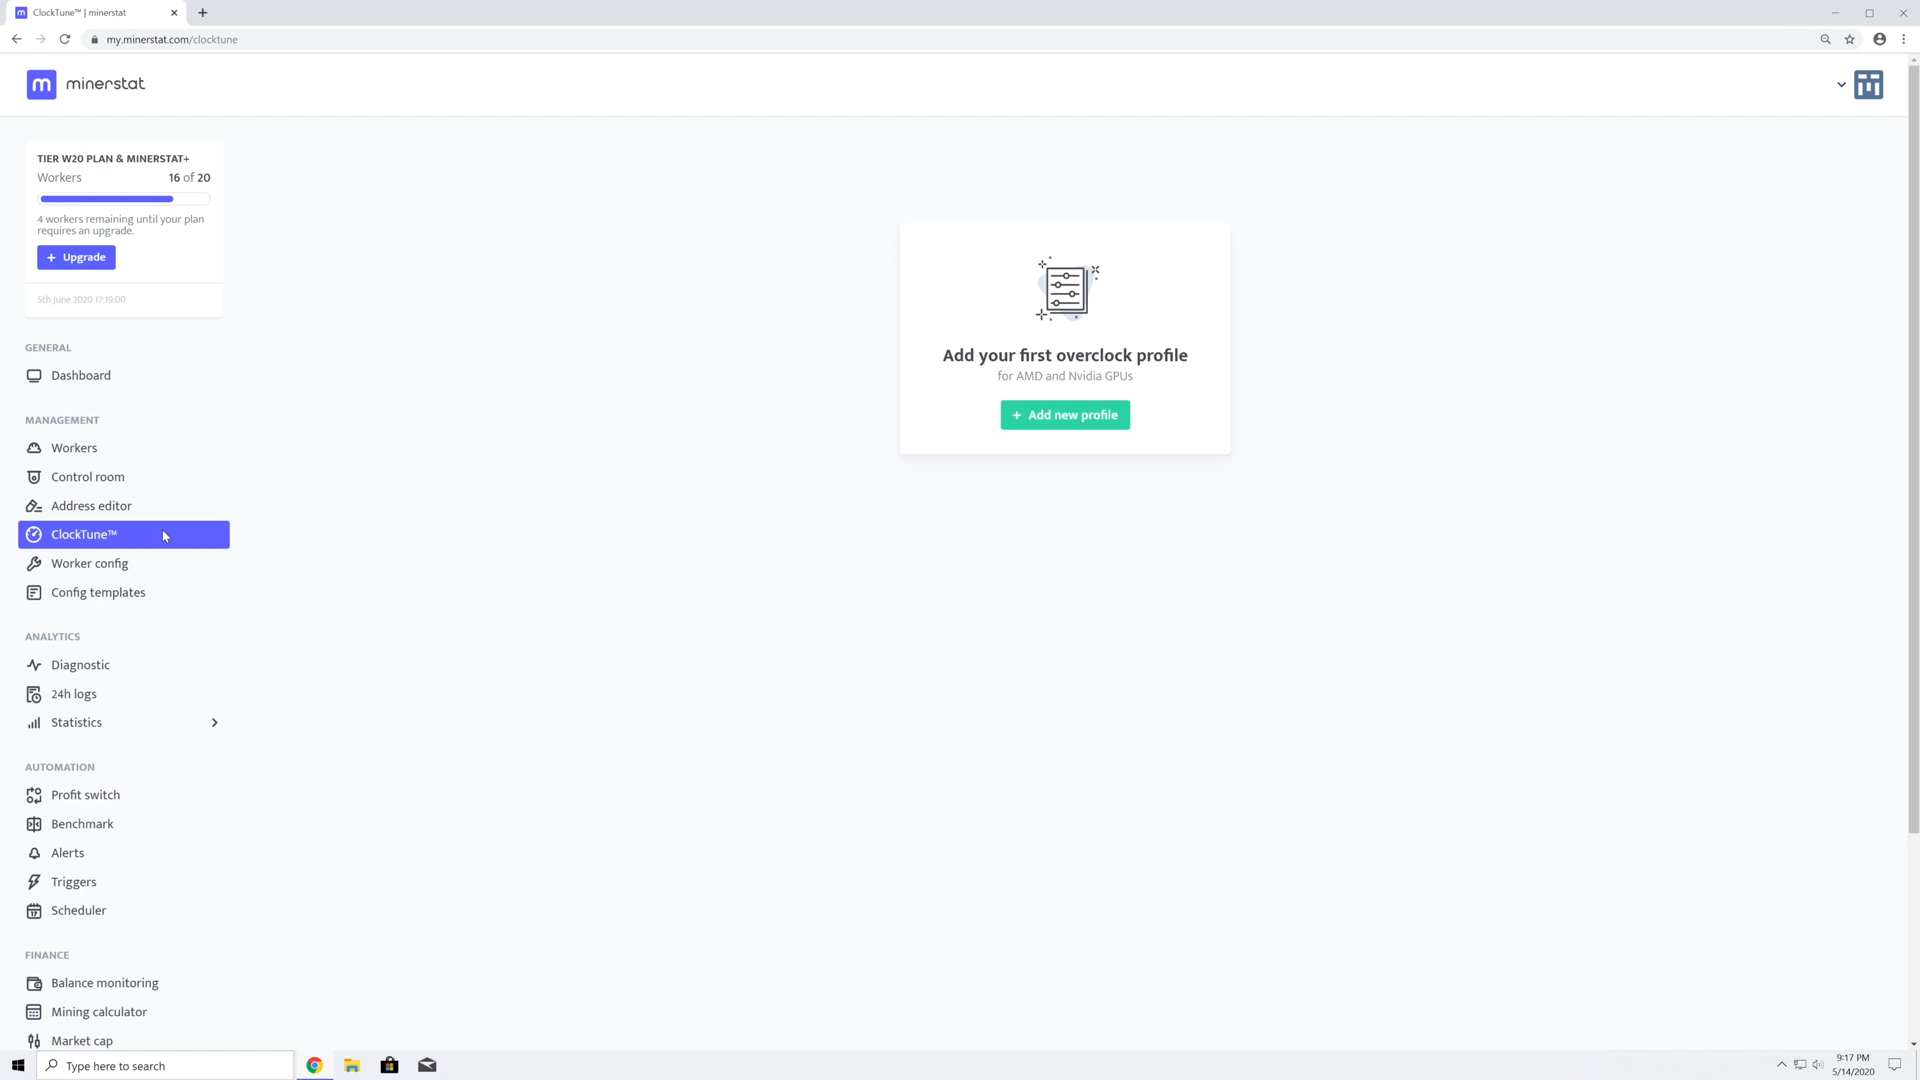 ClockTune™ | minerstat
my.minerstat.com/clocktune
minerstat
TIER W20 PLAN & MINERSTAT+
Workers 16 of 20
4 workers remaining until your plan
requires an upgrade.
+ Upgrade
5th June 2020 17:19:00
GENERAL
Dashboard
MANAGEMENT
Workers
Control room
Address editor
ClockTune™
Worker config
Config templates
ANALYTICS
Diagnostic
24h logs
Statistics
AUTOMATION
Profit switch
Benchmark
Alerts
Triggers
Scheduler
FINANCE
Balance monitoring
Mining calculator
Market cap
Add your first overclock profile
for AMD and Nvidia GPUs
+ Add new profile
Type here to search
9:17 PM
5/14/2020